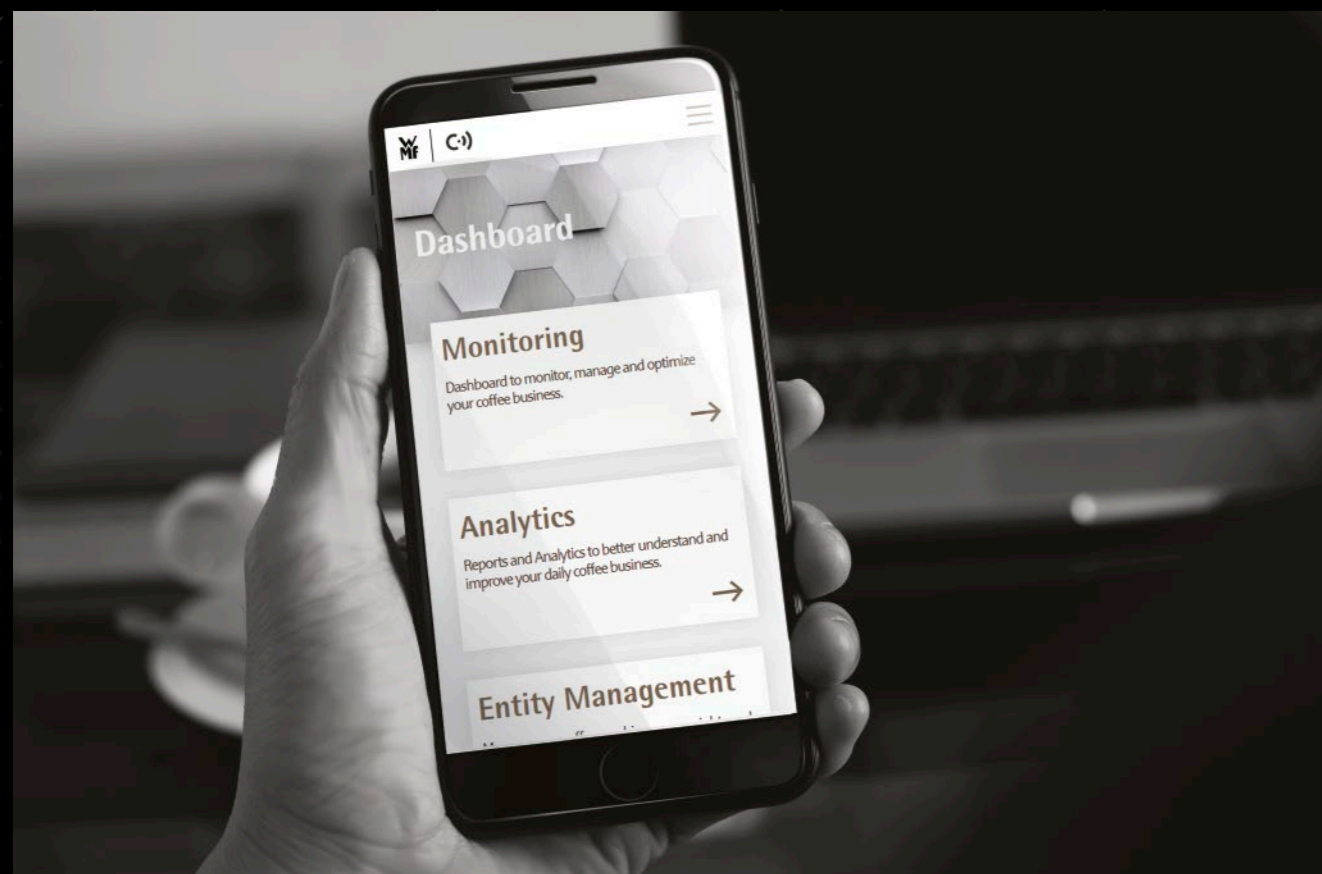 WMF
Dashboard
Monitoring
Dashboard to monitor, manage and optimize
your coffee business.
Analytics
Reports and Analytics to better understand and
improve your daily coffee business.
Entity Management